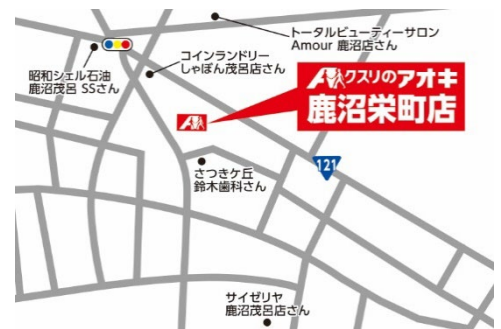 トータルビューティーサロン
Amour 鹿沼店さん
コインランドリー
しゃぼん茂呂店さん
昭和シェル石油
鹿沼茂呂 SSさん
クスリのアオキ
鹿沼栄町店
さつきケ丘
鈴木歯科さん
121
サイゼリヤ
鹿沼茂呂店さん